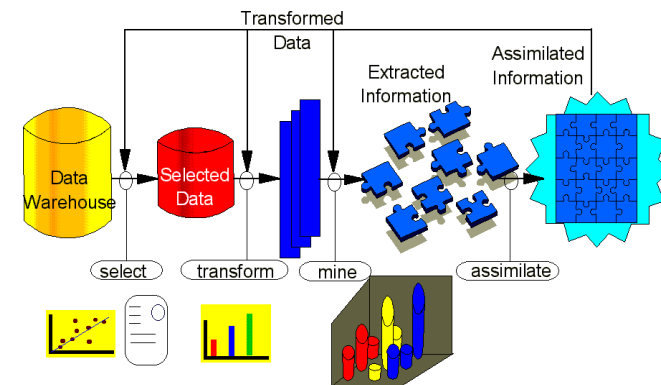 Transformed
Data
Extracted
Information
Assimilated
Information
Data
Warehouse
Selected
Data
select
transform
mine
assimilate